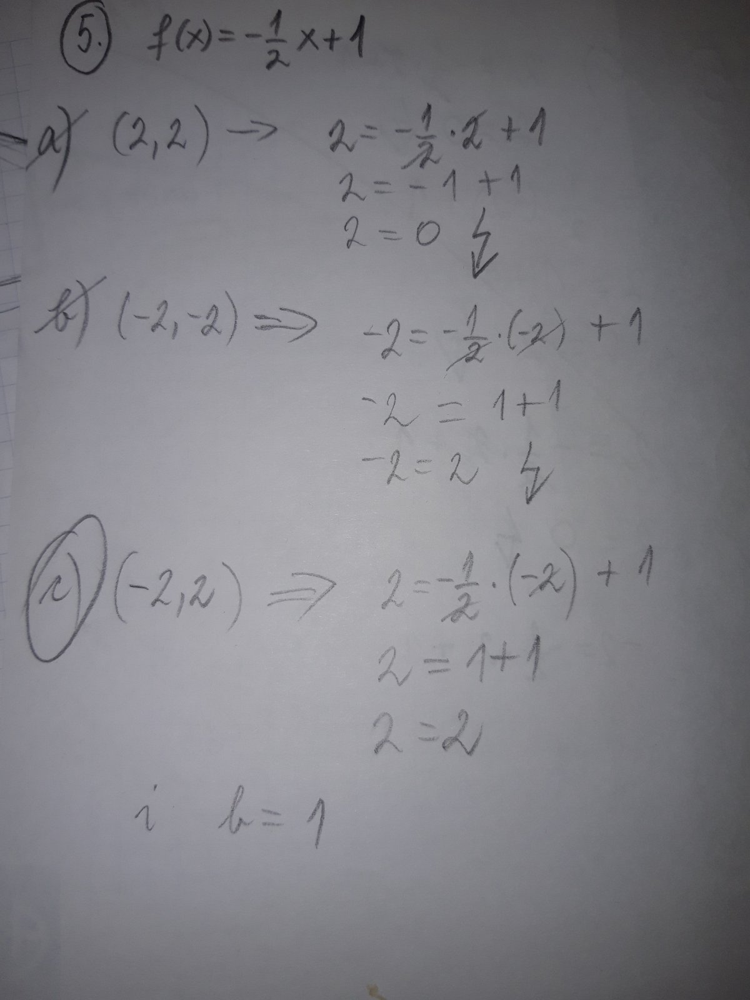 5. f(x) = -1/2 x + 1
a) (2,2) → 2 = -1/2 · 2 + 1
2 = -1 + 1
2 = 0 ↯
b) (-2,-2) ⇒ -2 = -1/2 · (-2) + 1
-2 = 1+1
-2 = 2 ↯
c) (-2,2) ⇒ 2 = -1/2 · (-2) + 1
2 = 1+1
2 = 2
i b = 1